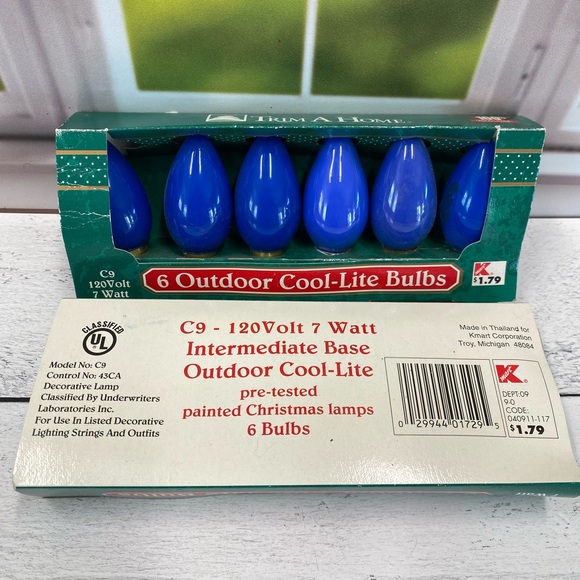 TRIM A HOME
C9
120Volt
7 Watt
6 Outdoor Cool-Lite Bulbs
K
$1.79
CLASSIFIED
UL
Model No: C9
Control No: 43CA
Decorative Lamp
Classified By Underwriters
Laboratories Inc.
For Use In Listed Decorative
Lighting Strings And Outfits
C9 - 120Volt 7 Watt
Intermediate Base
Outdoor Cool-Lite
pre-tested
painted Christmas lamps
6 Bulbs
Made in Thailand for
Kmart Corporation
Troy, Michigan 48084
0 29944 01729 5
K
DEPT:09
9-0
CODE:
040911-117
$1.79